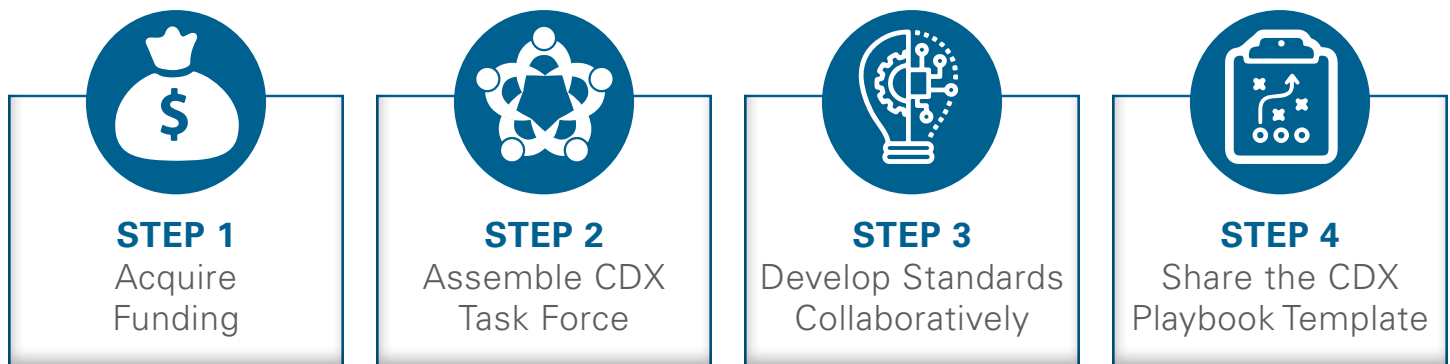 $
STEP 1
Acquire
Funding
STEP 2
Assemble CDX
Task Force
STEP 3
Develop Standards
Collaboratively
STEP 4
Share the CDX
Playbook Template